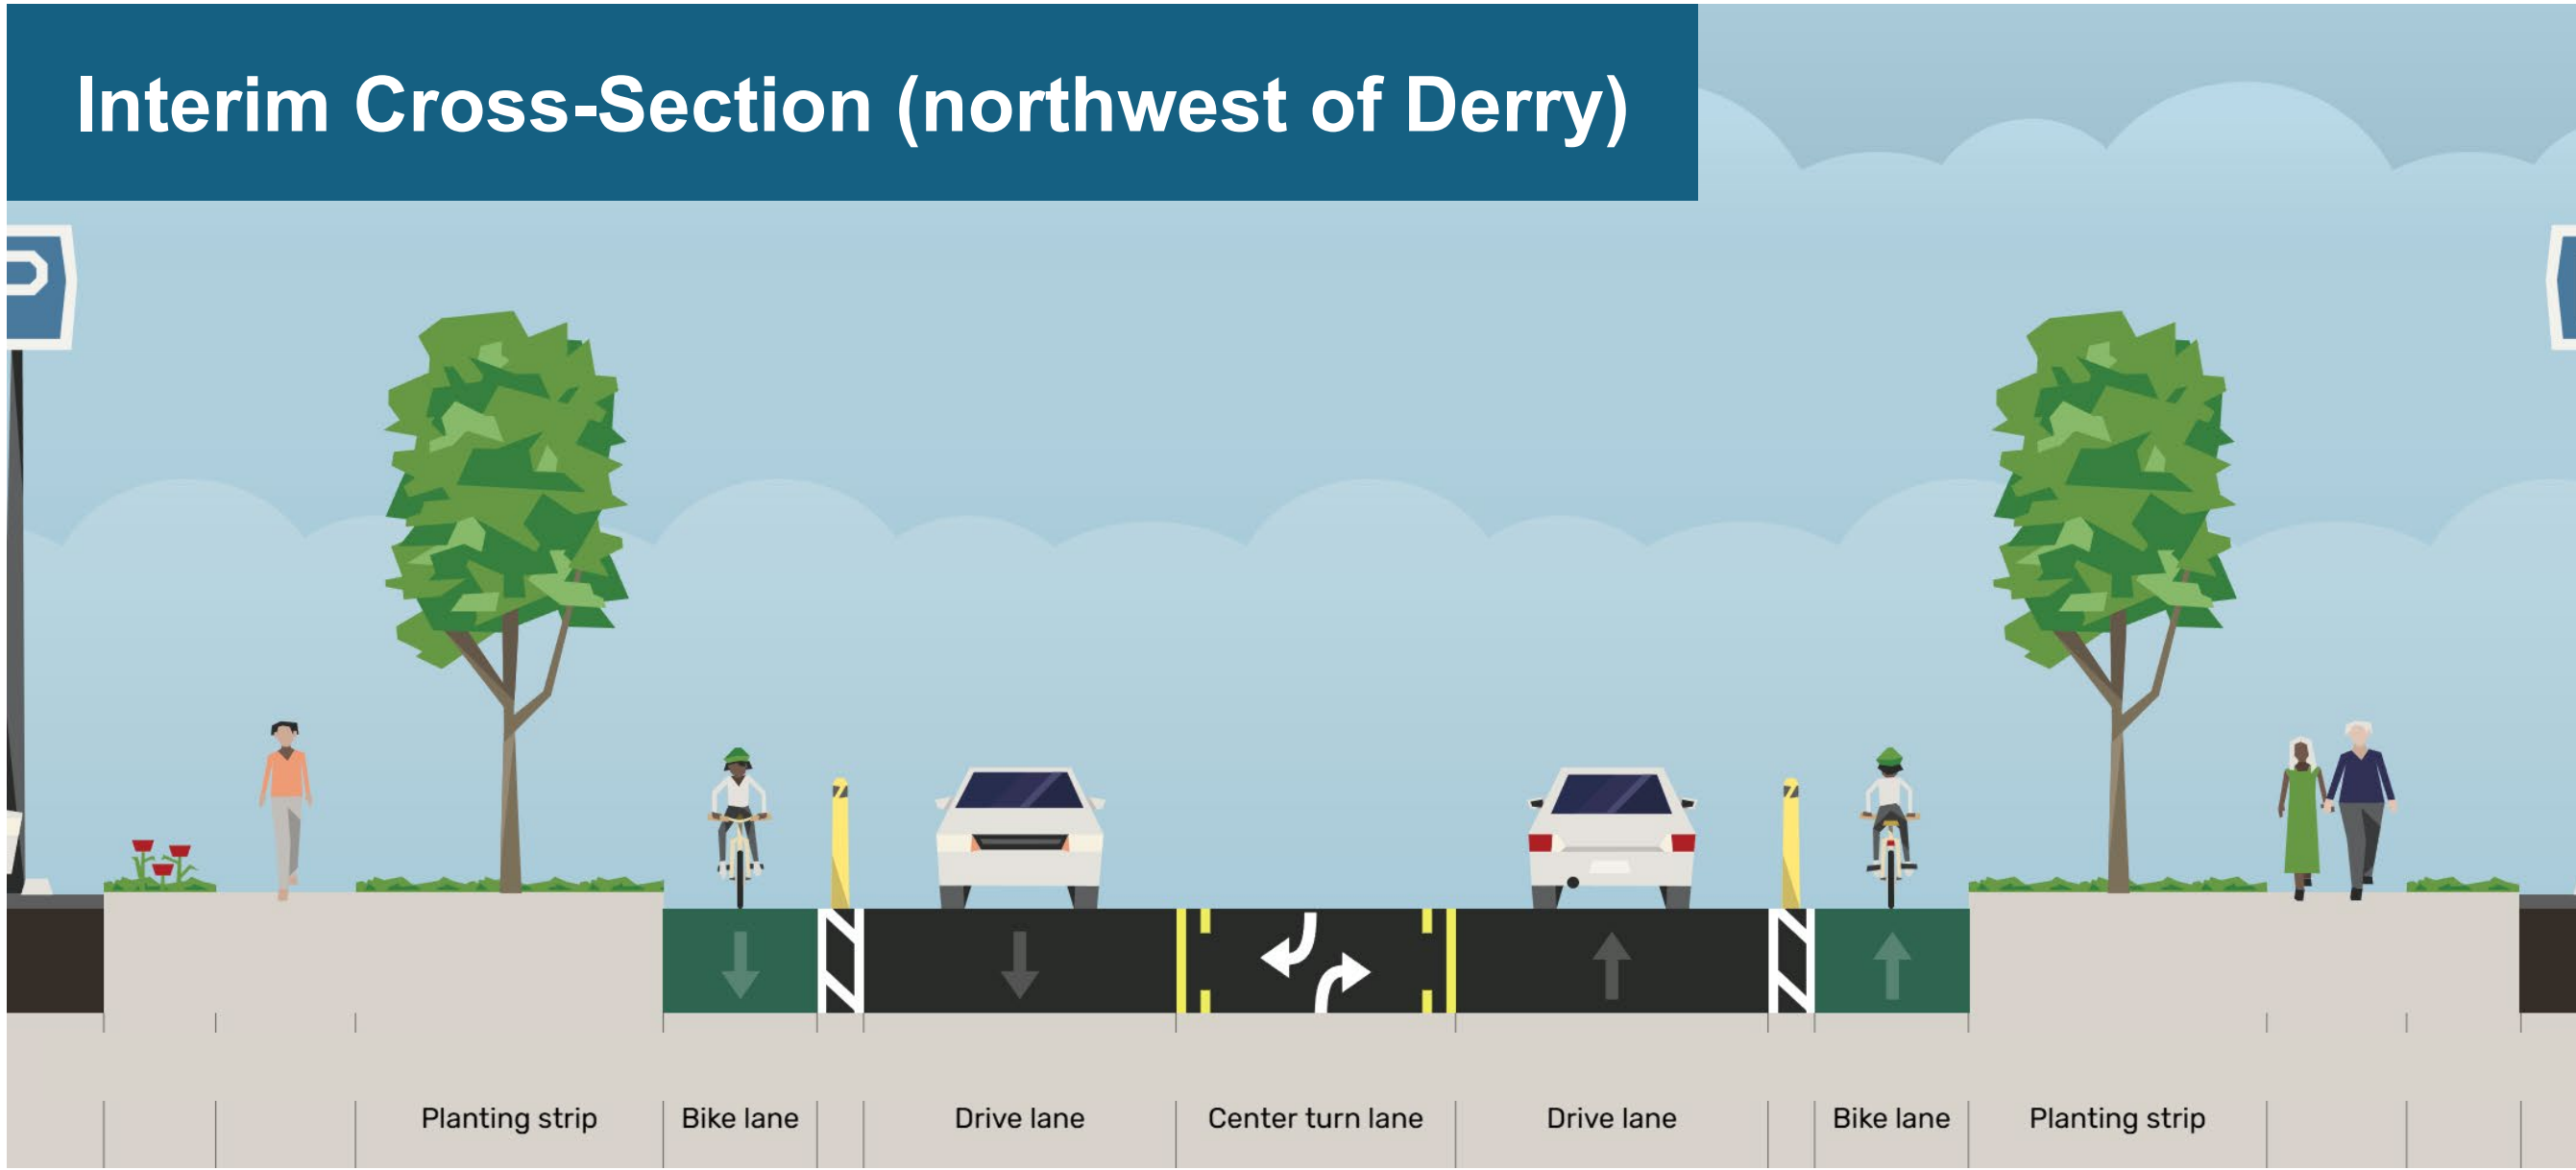 Interim Cross-Section (northwest of Derry)
Planting strip
Bike lane
Drive lane
Center turn lane
Drive lane
Bike lane
Planting strip